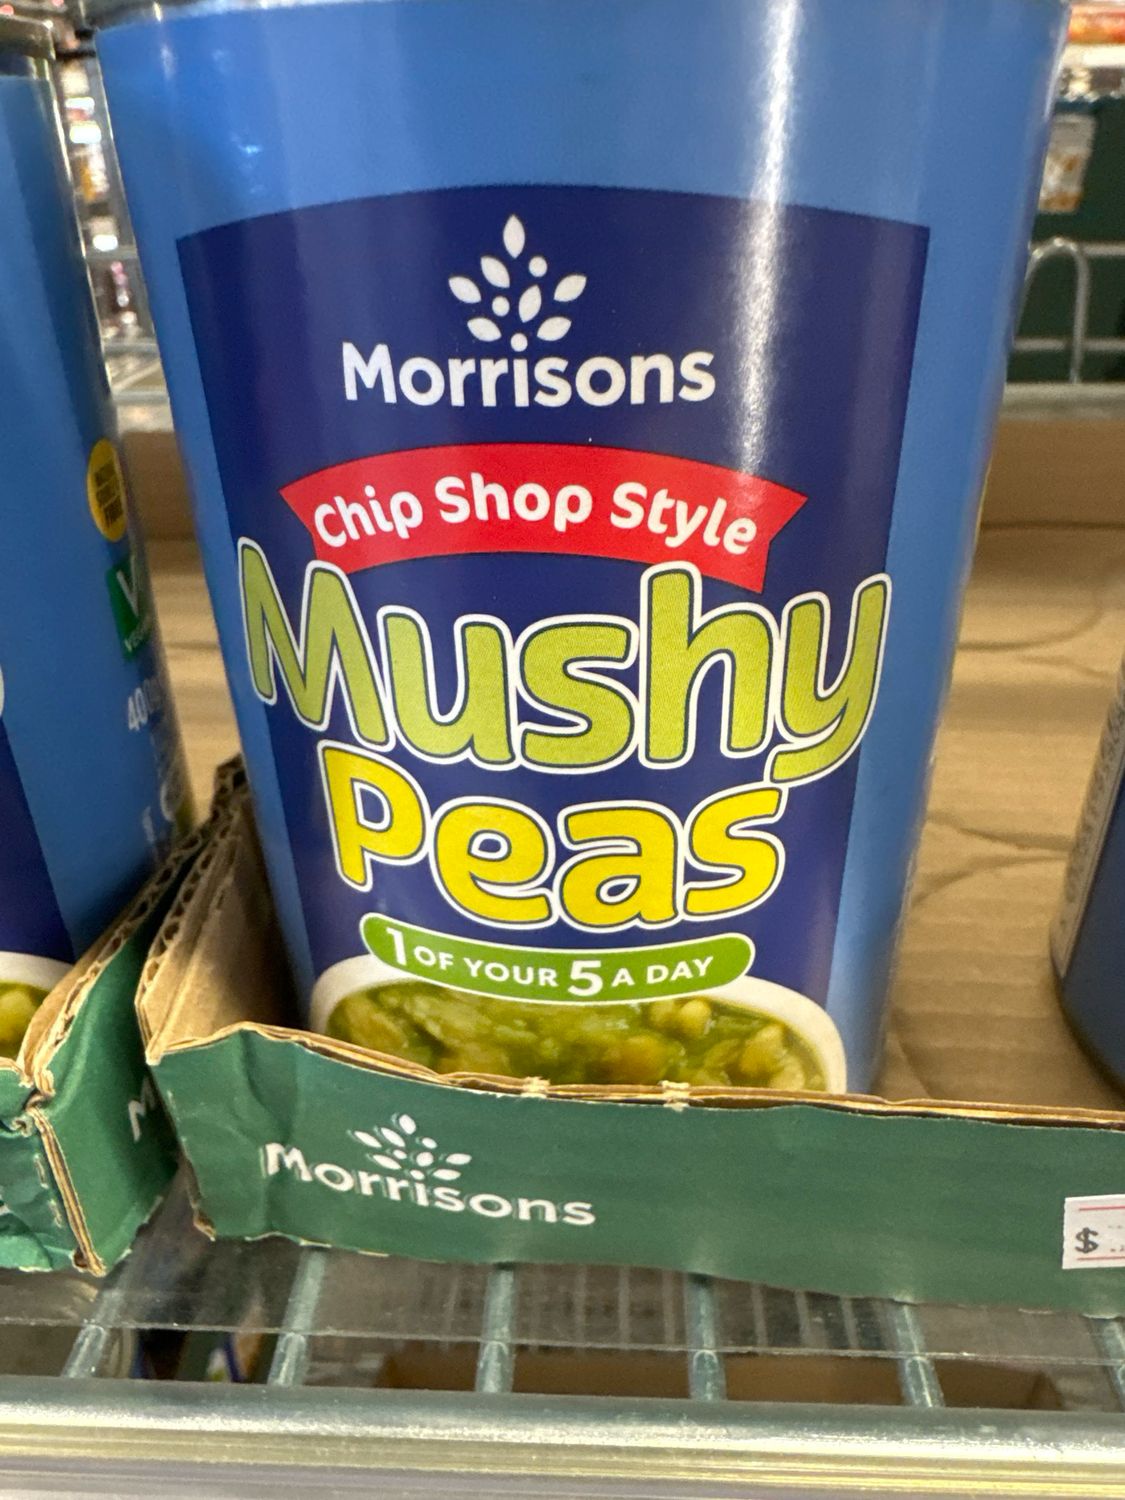 Morrisons
Chip Shop Style
Mushy
Peas
1 OF YOUR 5 A DAY
Morrisons
$
V